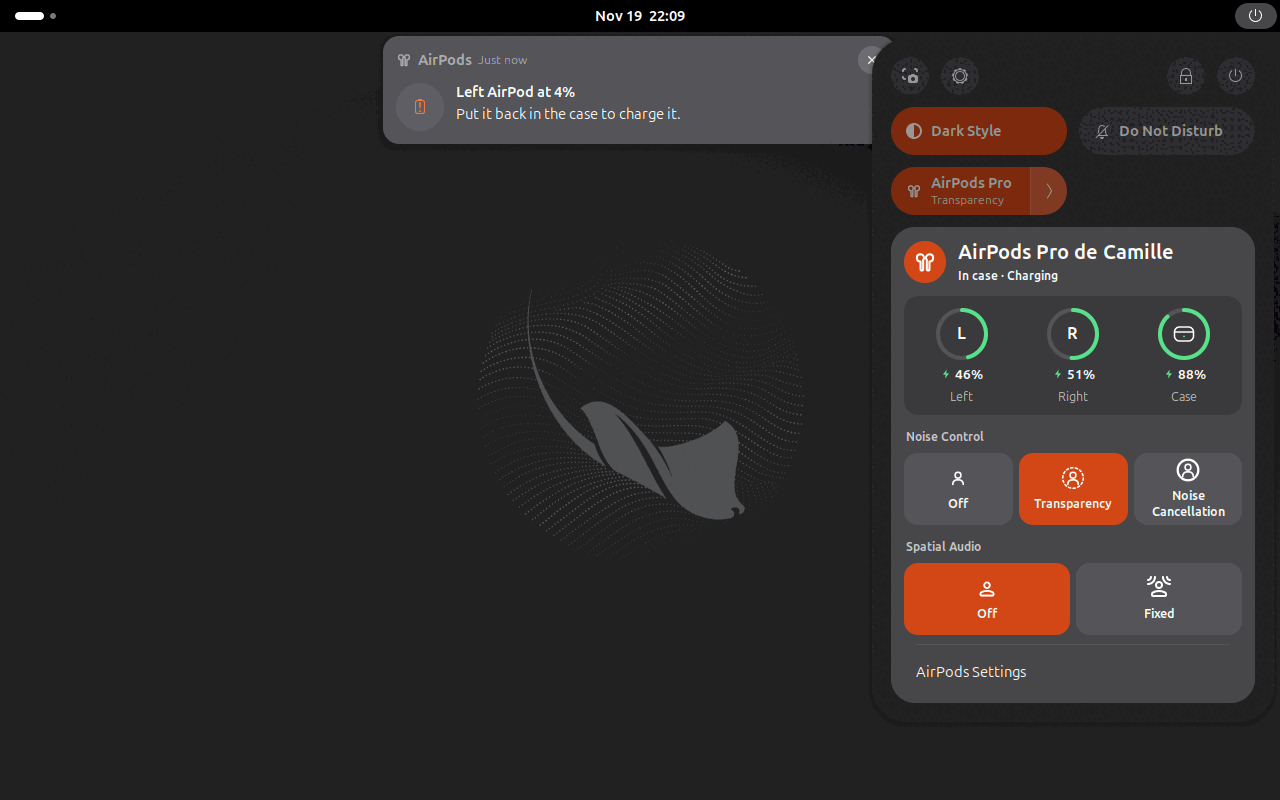 Nov 19 22:09
AirPods Just now
Left AirPod at 4%
Put it back in the case to charge it.
Dark Style
Do Not Disturb
AirPods Pro
Transparency
AirPods Pro de Camille
In case · Charging
L R
46% 51% 88%
Left Right Case
Noise Control
Off
Transparency
Noise
Cancellation
Spatial Audio
Off Fixed
AirPods Settings